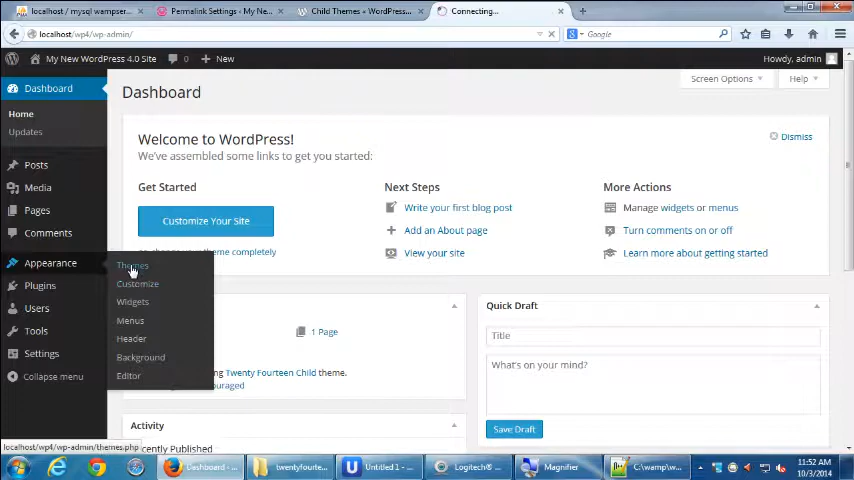 localhost / mysql wampser...
Permalink Settings ‹ My Ne...
Child Themes « WordPress...
Connecting...
localhost/wp4/wp-admin/
Google
My New WordPress 4.0 Site 0 New Howdy, admin
Screen Options Help
Dashboard
Home
Updates
Posts
Media
Pages
Comments
Appearance
Plugins
Users
Tools
Settings
Collapse menu
Themes
Customize
Widgets
Menus
Header
Background
Editor
Dashboard
Welcome to WordPress!
We've assembled some links to get you started:
Dismiss
Get Started
Customize Your Site
your theme completely
Next Steps
Write your first blog post
Add an About page
View your site
More Actions
Manage widgets or menus
Turn comments on or off
Learn more about getting started
1 Page
Twenty Fourteen Child theme.
Activity
Published
Quick Draft
Title
What's on your mind?
Save Draft
localhost/wp4/wp-admin/themes.php
Dashboard ‹ ...
twentyfourte...
Untitled 1 - ...
Logitech® ...
Magnifier
C:\wamp\w...
11:52 AM
10/3/2014